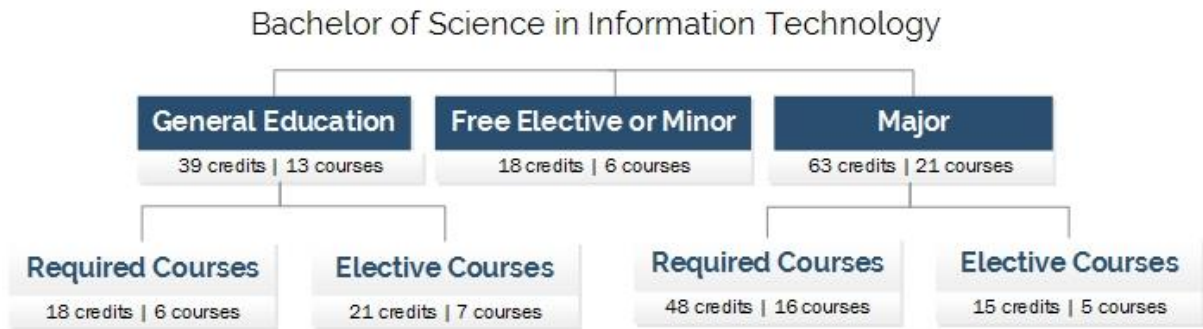 Bachelor of Science in Information Technology
General Education
39 credits | 13 courses
Free Elective or Minor
18 credits | 6 courses
Major
63 credits | 21 courses
Required Courses
18 credits | 6 courses
Elective Courses
21 credits | 7 courses
Required Courses
48 credits | 16 courses
Elective Courses
15 credits | 5 courses